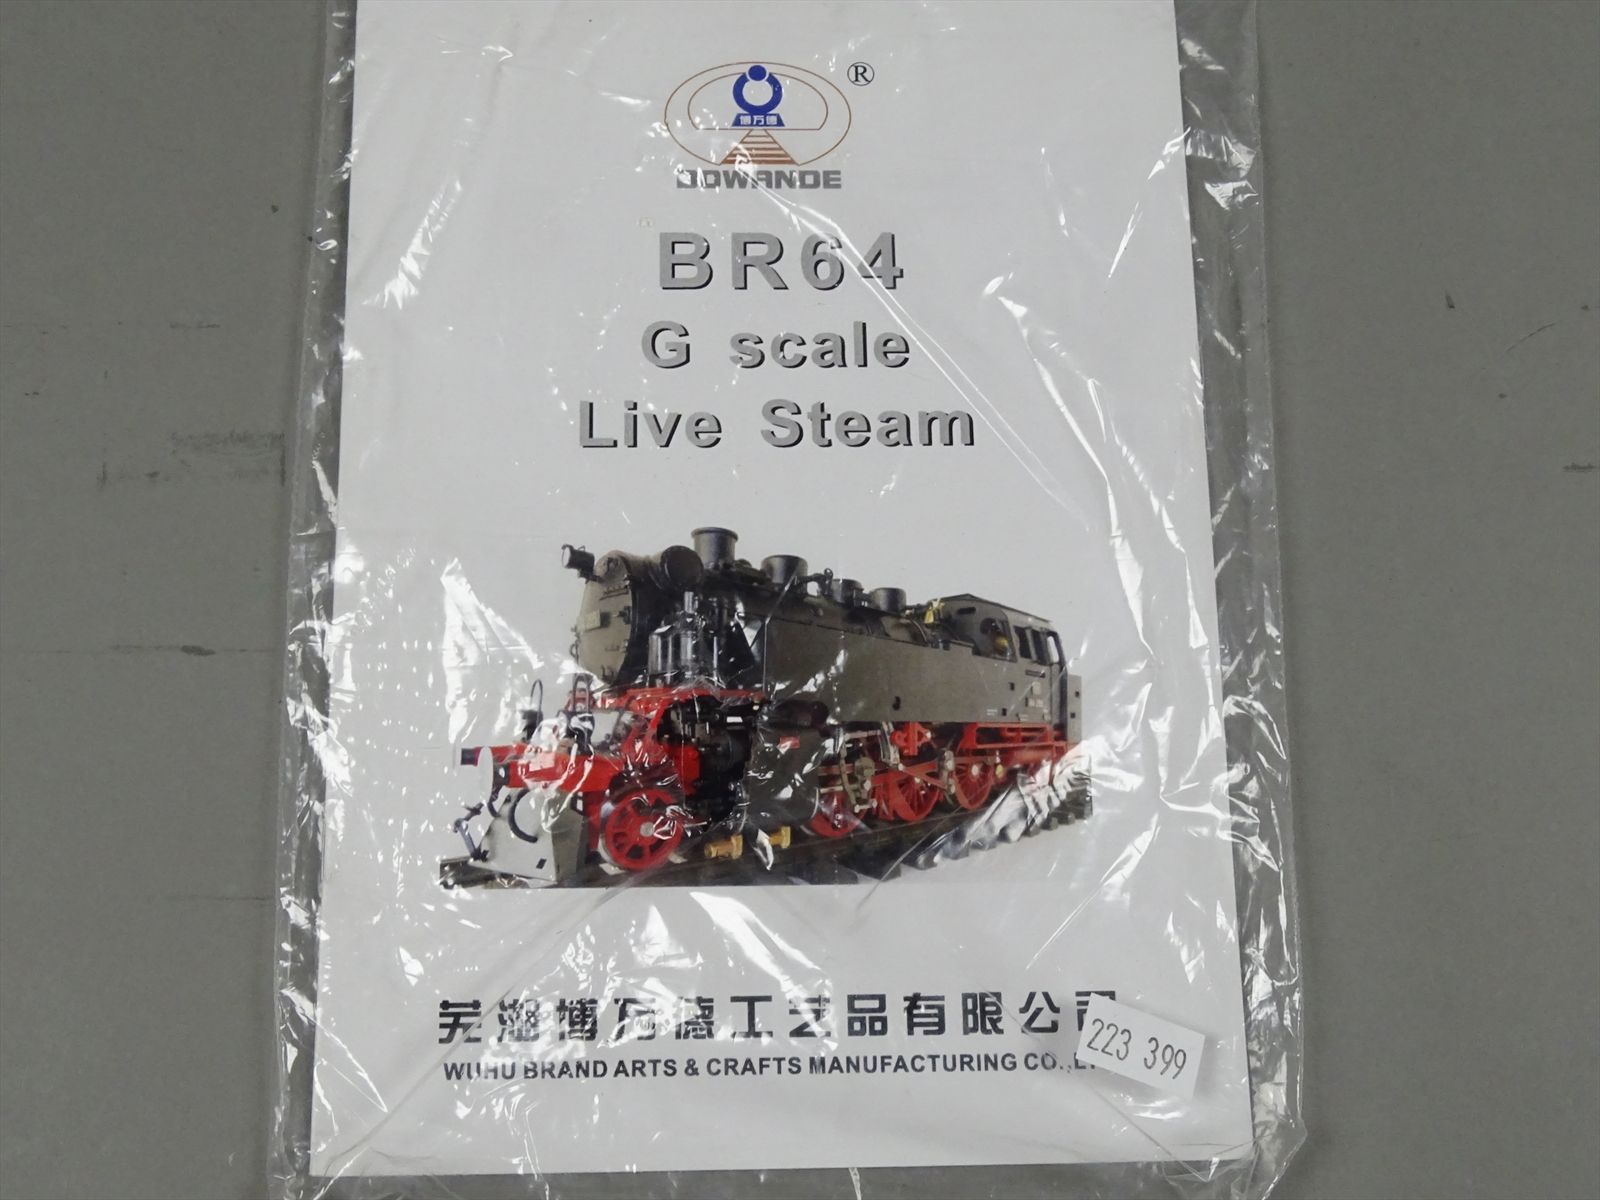 ®
博万德
BOWANDE
BR64
G scale
Live Steam
芜湖博万德工艺品有限公司
WUHU BRAND ARTS & CRAFTS MANUFACTURING CO.,
223 399